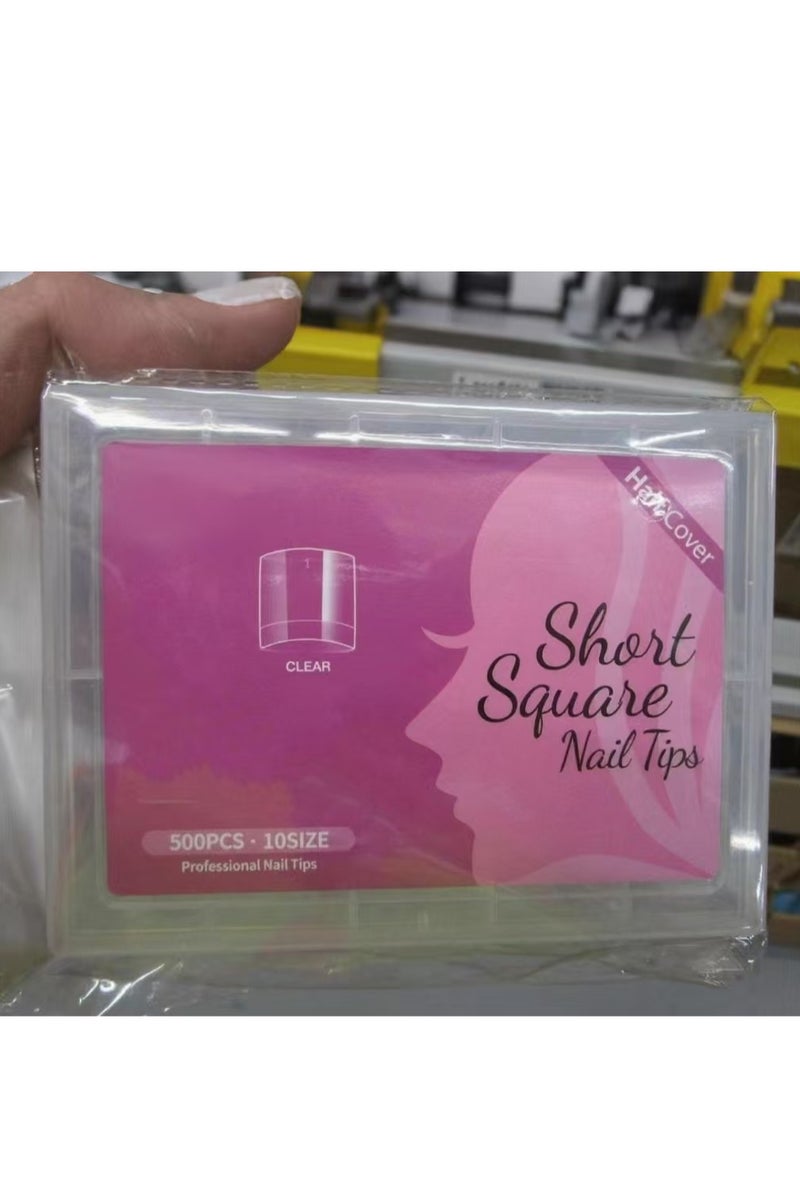 Half Cover
Short
Square
Nail Tips
1
CLEAR
500PCS · 10SIZE
Professional Nail Tips